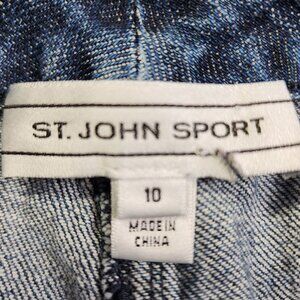 ST. JOHN SPORT
10
MADE IN
CHINA